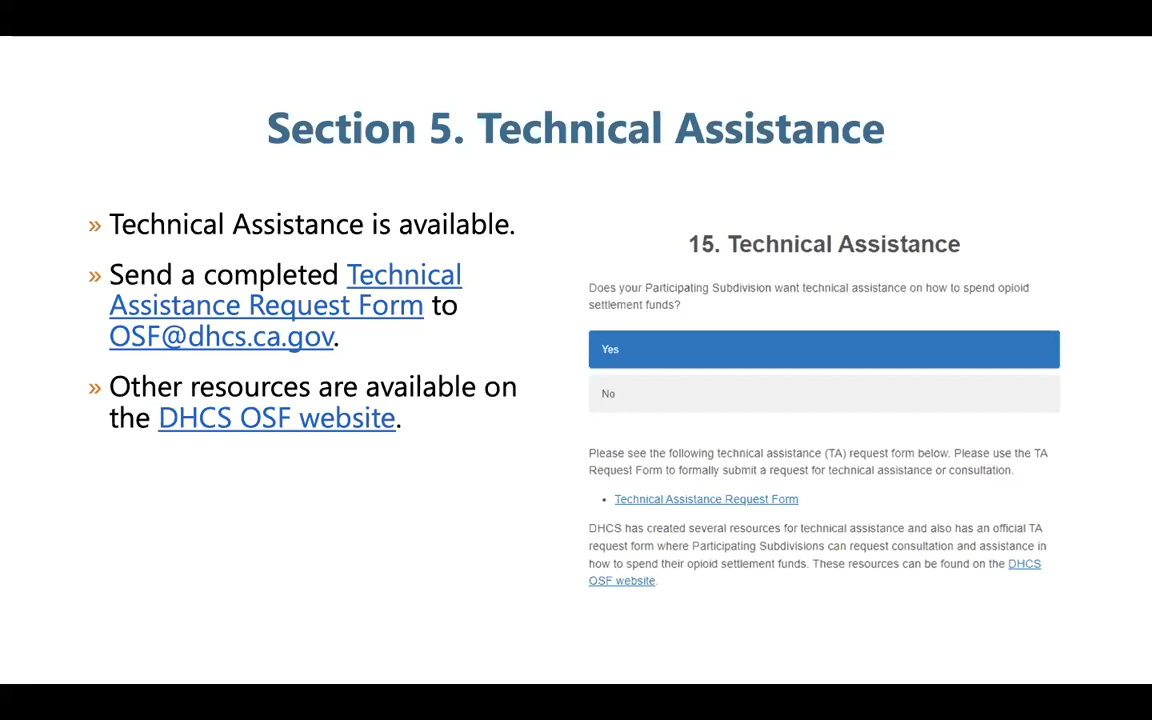 Section 5. Technical Assistance
» Technical Assistance is available.
» Send a completed Technical
Assistance Request Form to
OSF@dhcs.ca.gov.
» Other resources are available on
the DHCS OSF website.
15. Technical Assistance
Does your Participating Subdivision want technical assistance on how to spend opioid
settlement funds?
Yes
No
Please see the following technical assistance (TA) request form below. Please use the TA
Request Form to formally submit a request for technical assistance or consultation.
• Technical Assistance Request Form
DHCS has created several resources for technical assistance and also has an official TA
request form where Participating Subdivisions can request consultation and assistance in
how to spend their opioid settlement funds. These resources can be found on the DHCS
OSF website.